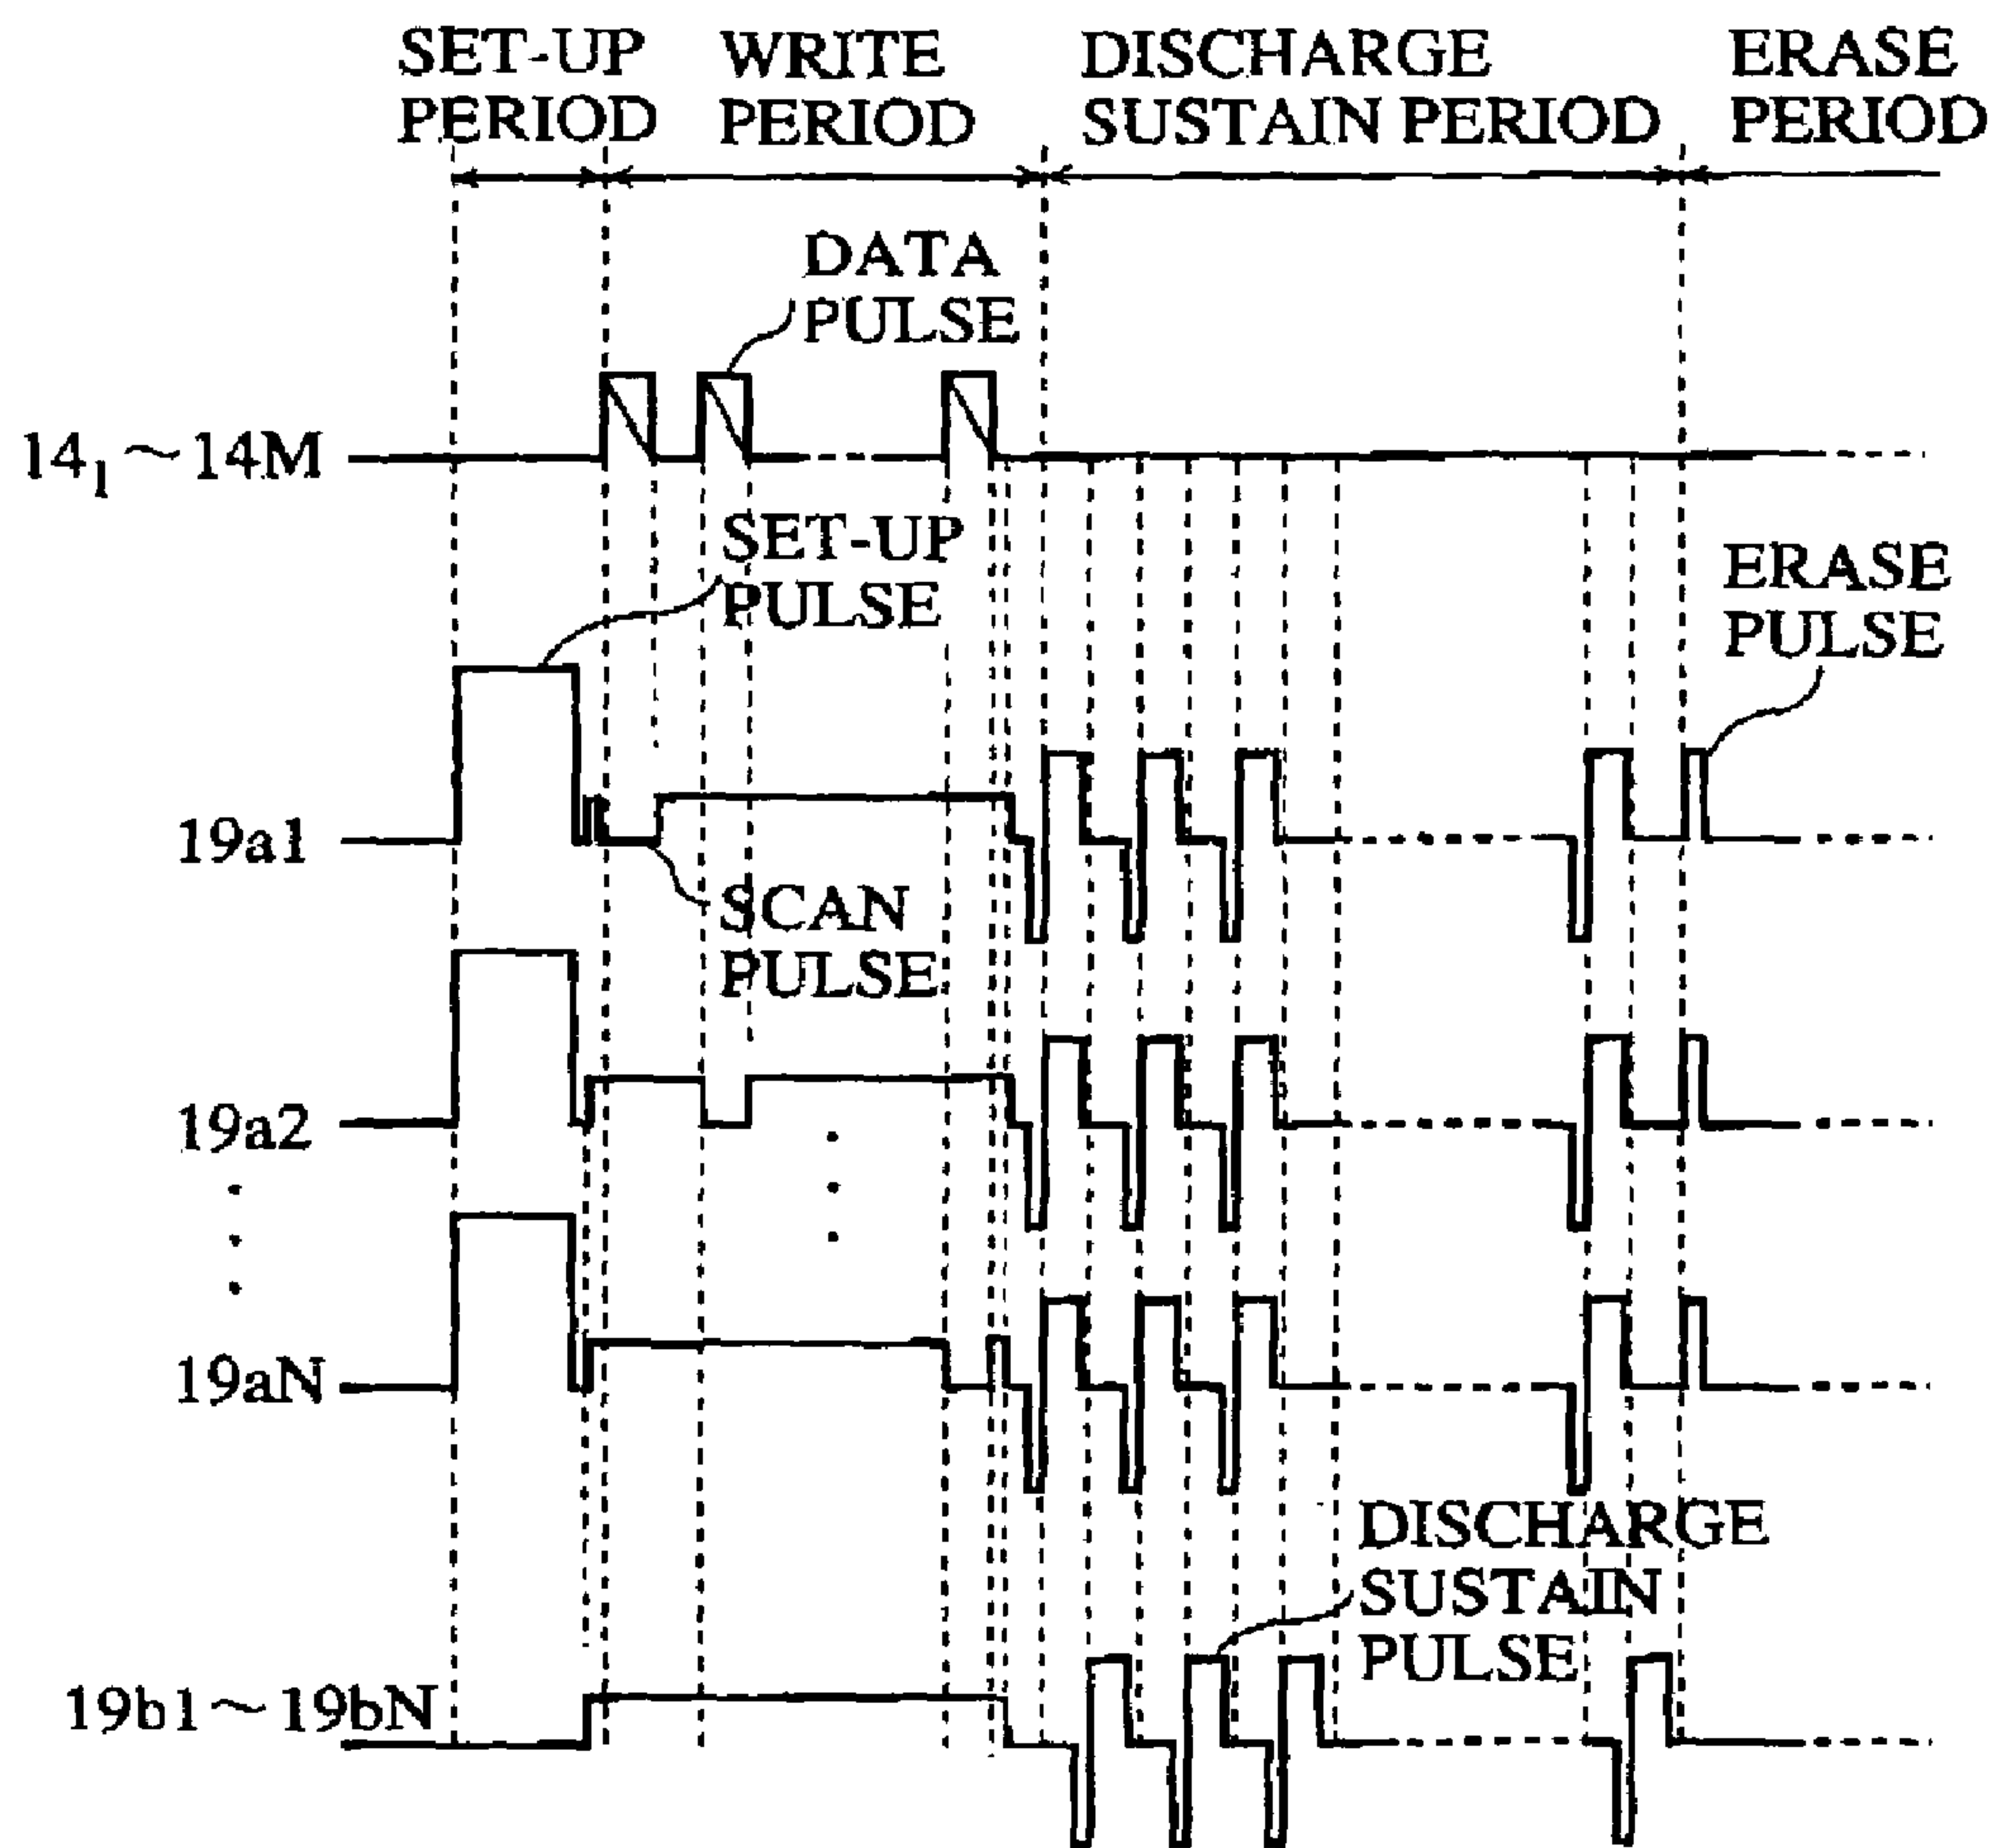 SET-UP
PERIOD
WRITE
PERIOD
DISCHARGE
SUSTAIN PERIOD
ERASE
PERIOD
DATA
PULSE
14₁～14M
SET-UP
PULSE
ERASE
PULSE
19a1
SCAN
PULSE
19a2
19aN
DISCHARGE
SUSTAIN
PULSE
19b1～19bN